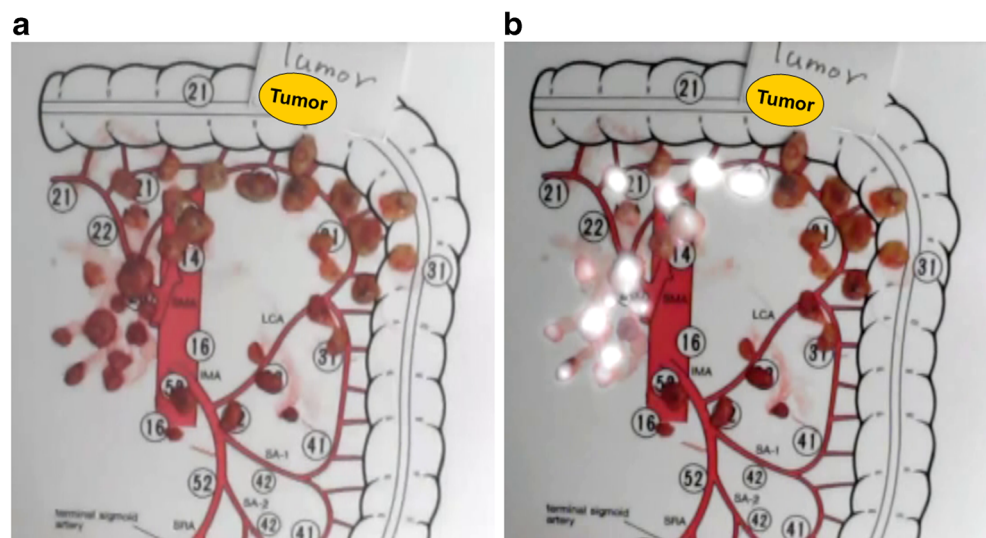 a
b
Tumor
Tumor
21
21
21
22
14
SMA
16
IMA
LCA
21
31
31
16
SA-1
41
52
42
SA-2
42
41
SRA
terminal sigmoid
artery
Tumor
Tumor
21
21
21
22
14
SMA
16
IMA
LCA
21
31
31
16
SA-1
41
52
42
SA-2
42
41
SRA
terminal sigmoid
artery